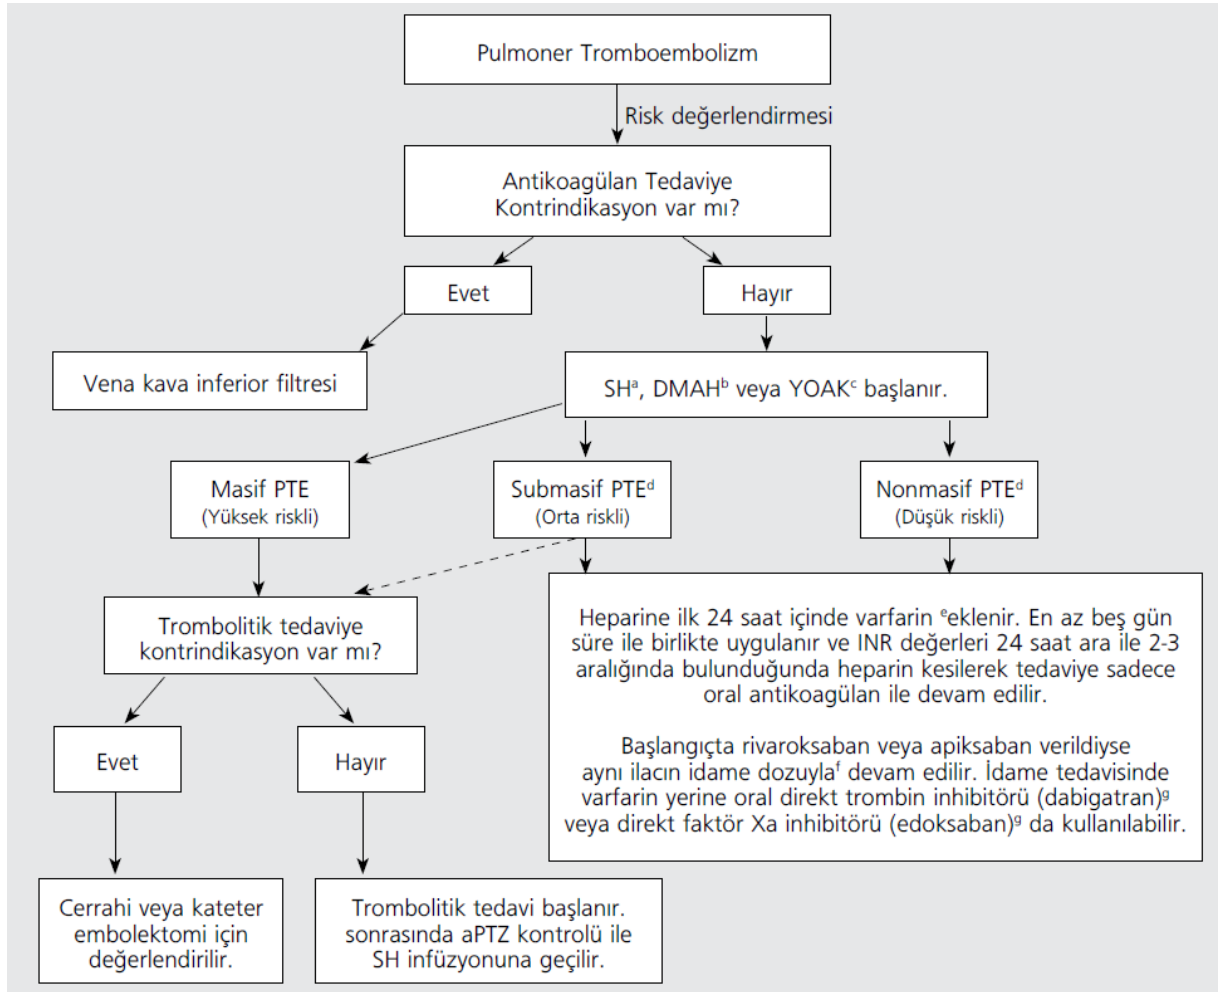 Pulmoner Tromboembolizm
Risk değerlendirmesi
Antikoagülan Tedaviye
Kontrindikasyon var mı?
Evet
Hayır
Vena kava inferior filtresi
SHᵃ, DMAHᵇ veya YOAKᶜ başlanır.
Masif PTE
(Yüksek riskli)
Submasif PTEᵈ
(Orta riskli)
Nonmasif PTEᵈ
(Düşük riskli)
Trombolitik tedaviye
kontrindikasyon var mı?
Heparine ilk 24 saat içinde varfarin ᵉeklenir. En az beş gün
süre ile birlikte uygulanır ve INR değerleri 24 saat ara ile 2-3
aralığında bulunduğunda heparin kesilerek tedaviye sadece
oral antikoagülan ile devam edilir.
Başlangıçta rivaroksaban veya apiksaban verildiyse
aynı ilacın idame dozuylaᶠ devam edilir. İdame tedavisinde
varfarin yerine oral direkt trombin inhibitörü (dabigatran)ᵍ
veya direkt faktör Xa inhibitörü (edoksaban)ᵍ da kullanılabilir.
Evet
Hayır
Cerrahi veya kateter
embolektomi için
değerlendirilir.
Trombolitik tedavi başlanır.
sonrasında aPTZ kontrolü ile
SH infüzyonuna geçilir.